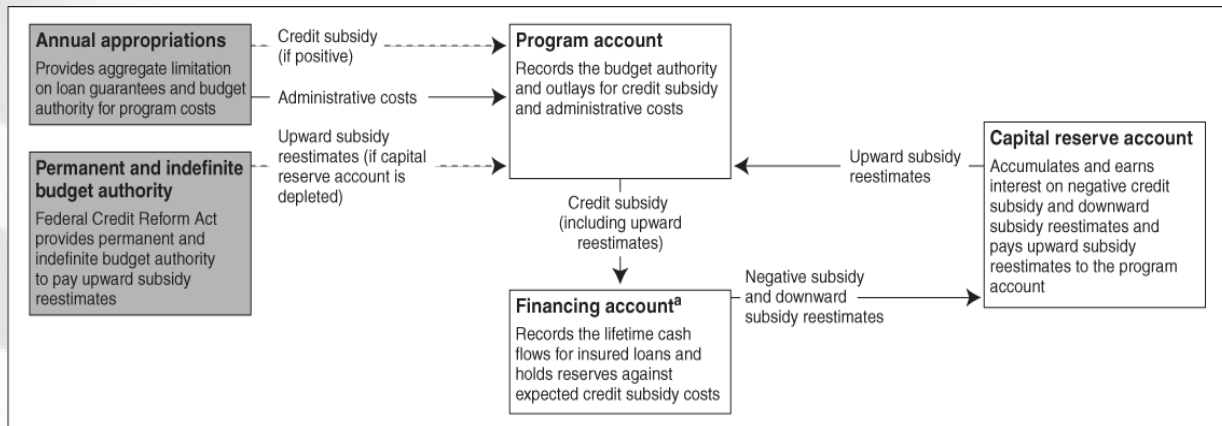 Annual appropriations
Provides aggregate limitation
on loan guarantees and budget
authority for program costs
Credit subsidy
(if positive)
Administrative costs
Program account
Records the budget authority
and outlays for credit subsidy
and administrative costs
Permanent and indefinite
budget authority
Federal Credit Reform Act
provides permanent and
indefinite budget authority
to pay upward subsidy
reestimates
Upward subsidy
reestimates (if capital
reserve account is
depleted)
Upward subsidy
reestimates
Capital reserve account
Accumulates and earns
interest on negative credit
subsidy and downward
subsidy reestimates and
pays upward subsidy
reestimates to the program
account
Credit subsidy
(including upward
reestimates)
Financing accountª
Records the lifetime cash
flows for insured loans and
holds reserves against
expected credit subsidy costs
Negative subsidy
and downward
subsidy reestimates